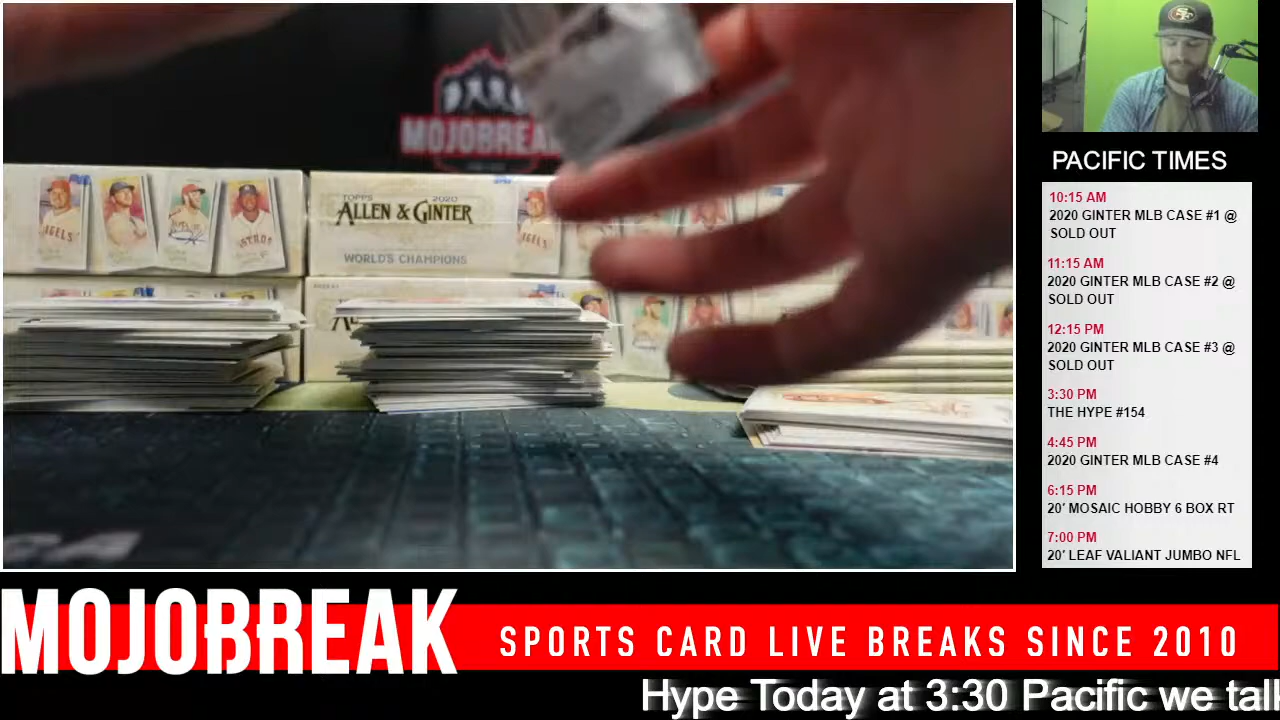 MOJOBREAK
TOPPS 2020
ALLEN & GINTER
WORLD'S CHAMPIONS
ANGELS
ASTROS
PACIFIC TIMES
10:15 AM
2020 GINTER MLB CASE #1 @
SOLD OUT
11:15 AM
2020 GINTER MLB CASE #2 @
SOLD OUT
12:15 PM
2020 GINTER MLB CASE #3 @
SOLD OUT
3:30 PM
THE HYPE #154
4:45 PM
2020 GINTER MLB CASE #4
6:15 PM
20' MOSAIC HOBBY 6 BOX RT
7:00 PM
20' LEAF VALIANT JUMBO NFL
MOJOBREAK
SPORTS CARD LIVE BREAKS SINCE 2010
Hype Today at 3:30 Pacific we talk